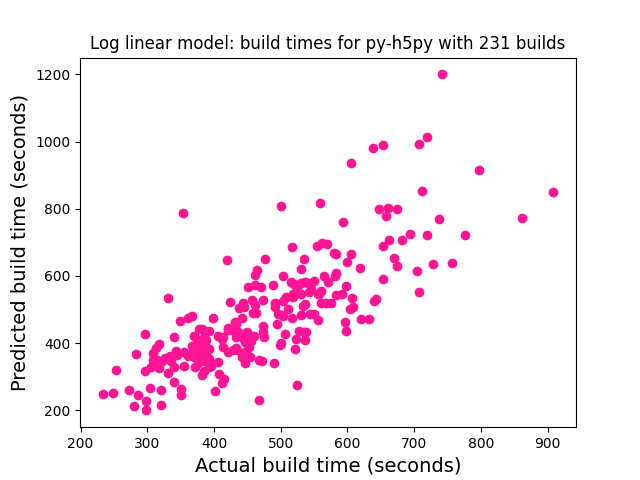 Log linear model: build times for py-h5py with 231 builds
Predicted build time (seconds)
1200
1000
800
600
400
200
200 300 400 500 600 700 800 900
Actual build time (seconds)